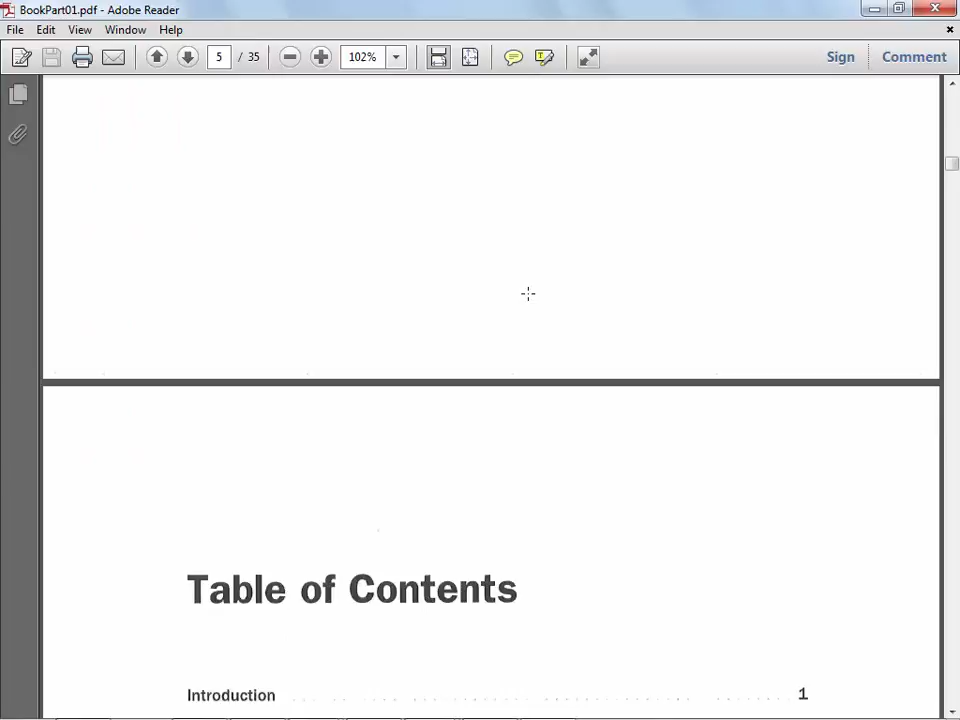 BookPart01.pdf - Adobe Reader
File Edit View Window Help
5 / 35 102% Sign Comment
Table of Contents
Introduction 1